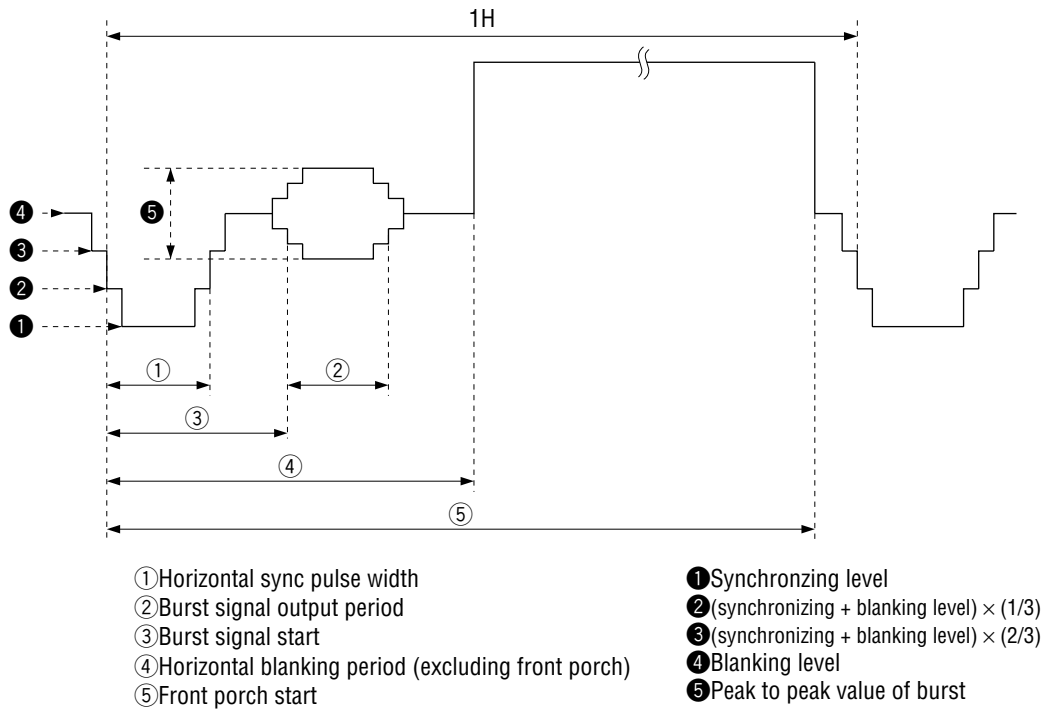 1H
❺
❹
❸
❷
❶
①
②
③
④
⑤
①Horizontal sync pulse width
②Burst signal output period
③Burst signal start
④Horizontal blanking period (excluding front porch)
⑤Front porch start
❶Synchronzing level
❷(synchronizing + blanking level) × (1/3)
❸(synchronizing + blanking level) × (2/3)
❹Blanking level
❺Peak to peak value of burst